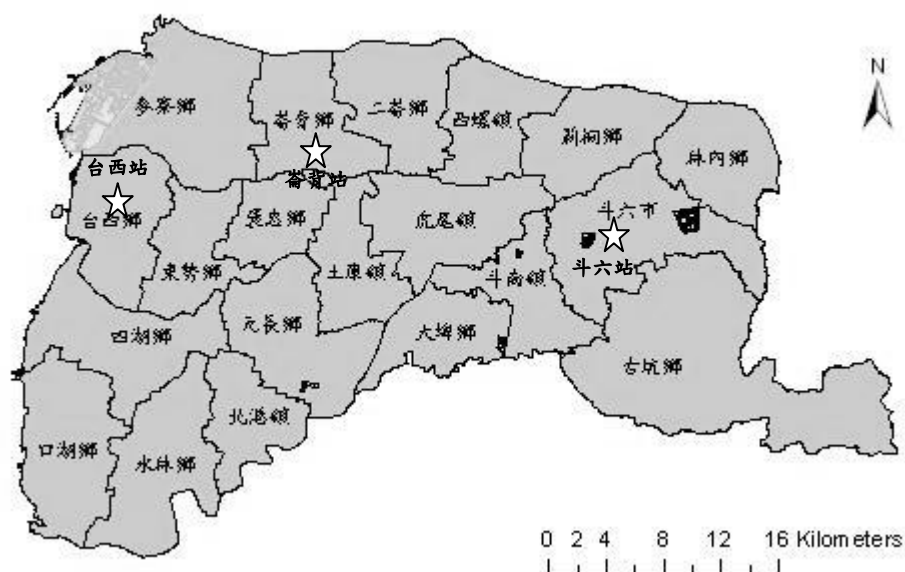 N
麥寮鄉
崙背鄉
二崙鄉
西螺鎮
莿桐鄉
林內鄉
台西站
崙背站
台西鄉
褒忠鄉
虎尾鎮
斗六市
東勢鄉
土庫鎮
斗南鎮
斗六站
四湖鄉
元長鄉
大埤鄉
古坑鄉
北港鎮
口湖鄉
水林鄉
0 2 4 8 12 16 Kilometers